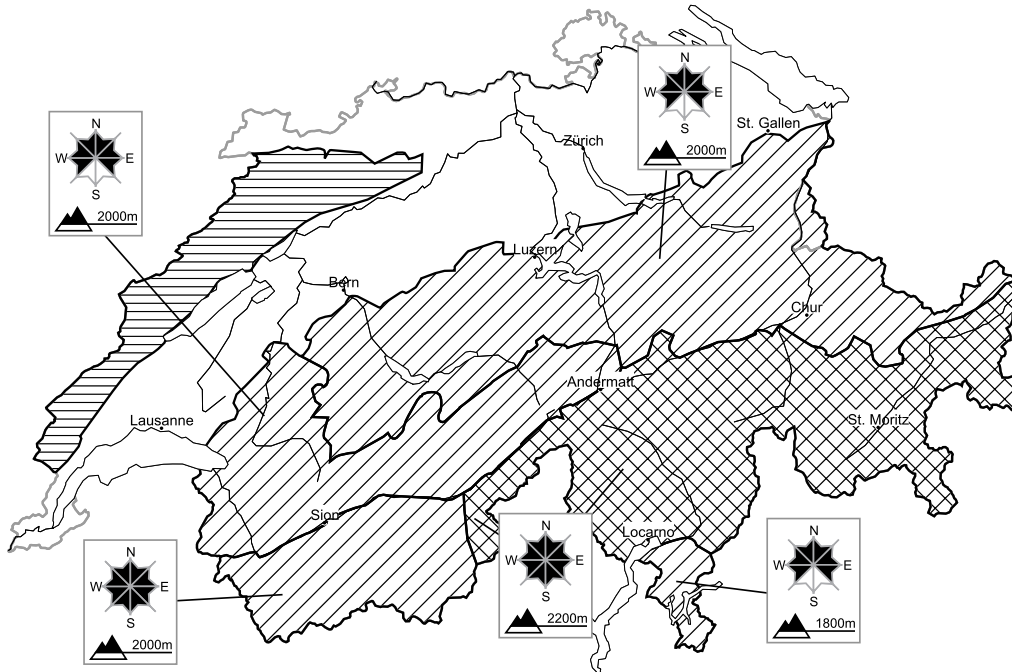 N
W E
S
2000m
St. Gallen
N
W E
S
2000m
Zürich
Luzern
Bern
Chur
Andermatt
Lausanne
St. Moritz
Sion
Locarno
N
W E
S
2000m
N
W E
S
2200m
N
W E
S
1800m